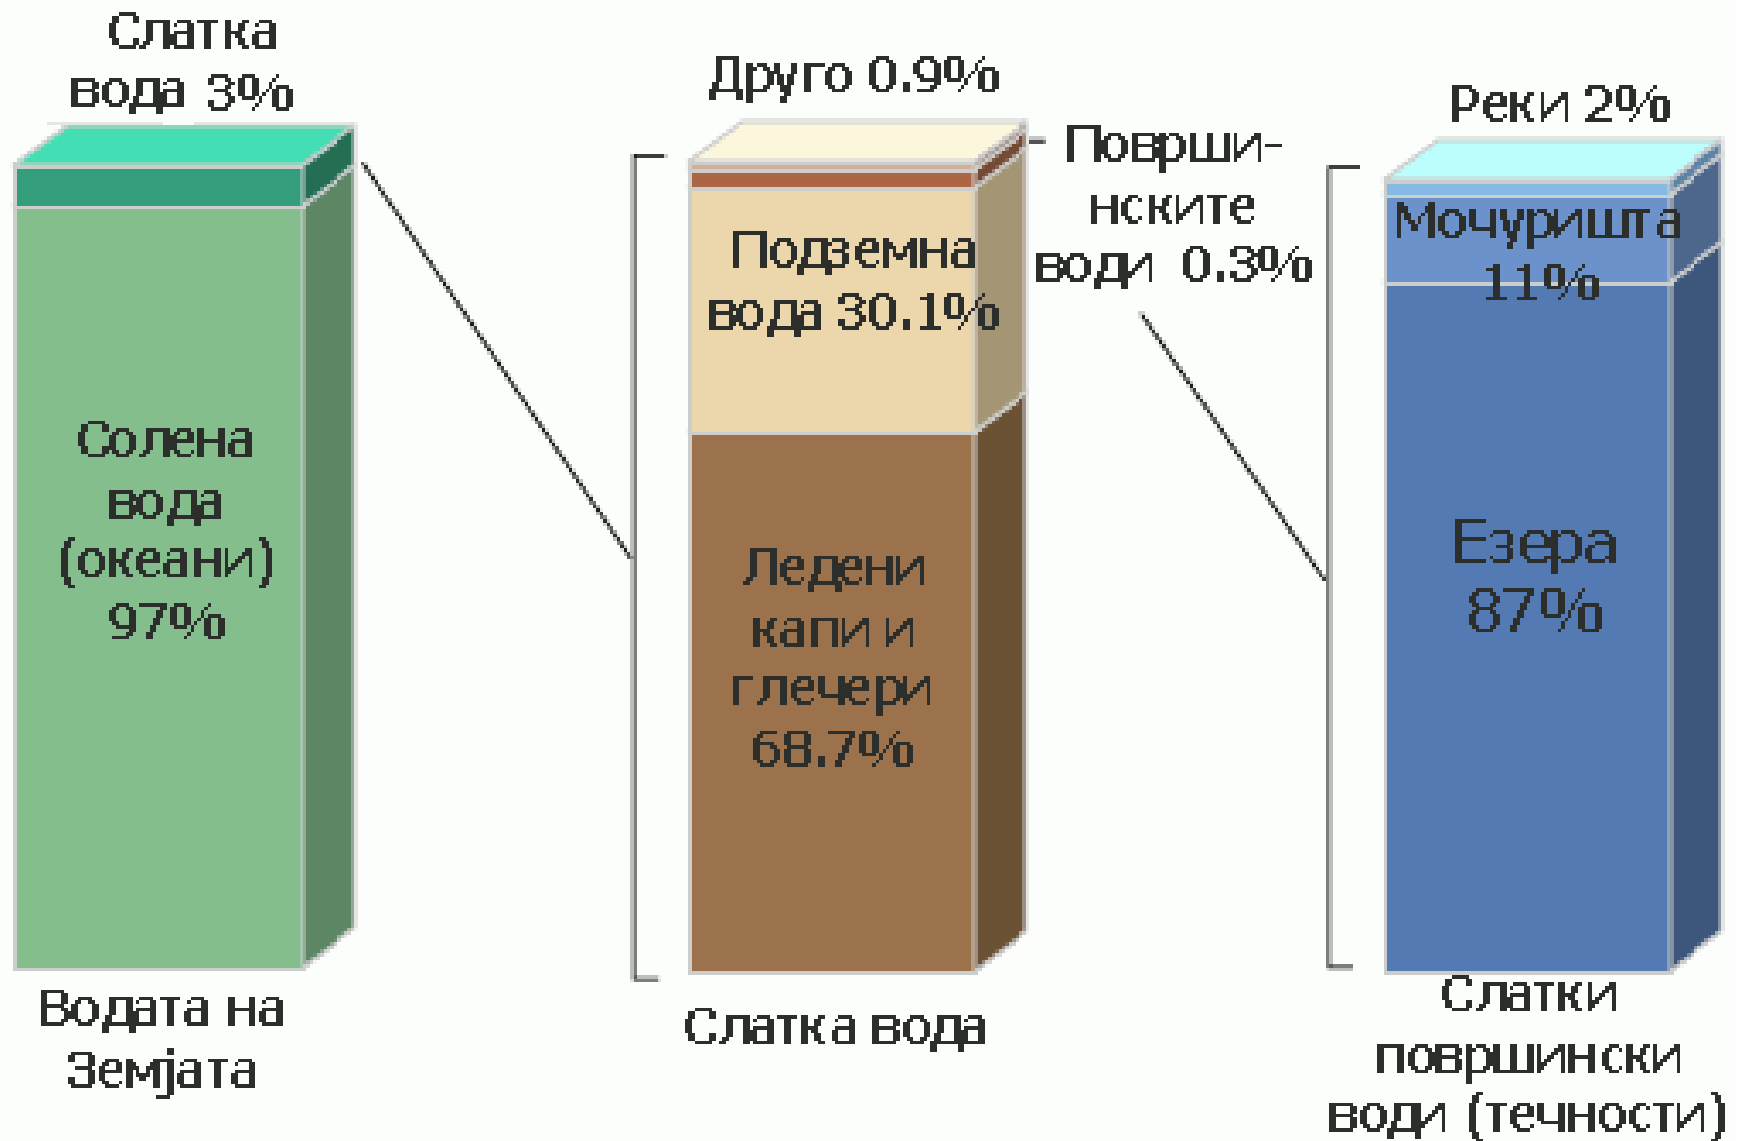 Слатка
вода 3%
Солена
вода
(океани)
97%
Водата на
Земјата
Друго 0.9%
Површи-
нските
води 0.3%
Подземна
вода 30.1%
Ледени
капи и
глечери
68.7%
Слатка вода
Реки 2%
Мочуришта
11%
Езера
87%
Слатки
површински
води (течности)